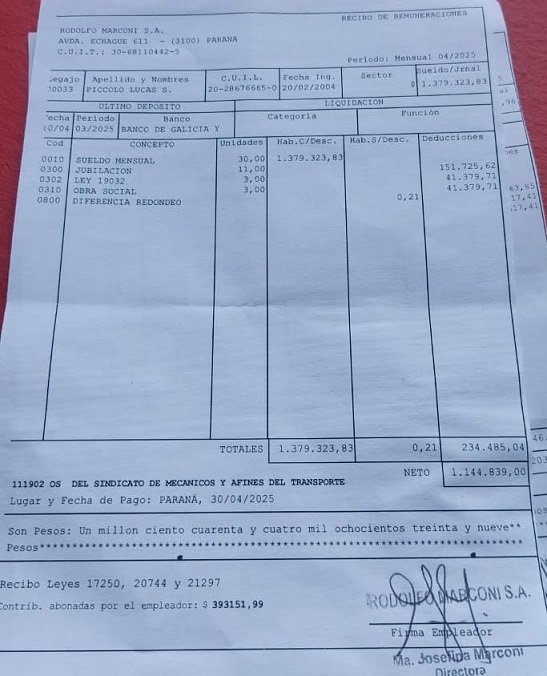 RECIBO DE REMUNERACIONES
RODOLFO MARCONI S.A.
AVDA. ECHAGUE 611 - (3100) PARANA
C.U.I.T.: 30-68110442-5
Periodo: Mensual 04/2025
egajo Apellido y Nombres C.U.I.L. Fecha Ing. Sector Sueldo/Jrnal
10033 PICCOLO LUCAS S. 20-28676665-0 20/02/2004 $ 1.379.323,83
ULTIMO DEPOSITO LIQUIDACION
echa Periodo Banco Categoria Función
10/04 03/2025 BANCO DE GALICIA Y
Cod CONCEPTO Unidades Hab.C/Desc. Hab.S/Desc. Deducciones
0010 SUELDO MENSUAL 30,00 1.379.323,83
0300 JUBILACION 11,00 151.725,62
0302 LEY 19032 3,00 41.379,71
0310 OBRA SOCIAL 3,00 41.379,71
0800 DIFERENCIA REDONDEO 0,21
TOTALES 1.379.323,83 0,21 234.485,04
NETO 1.144.839,00
111902 OS DEL SINDICATO DE MECANICOS Y AFINES DEL TRANSPORTE
Lugar y Fecha de Pago: PARANÁ, 30/04/2025
Son Pesos: Un millon ciento cuarenta y cuatro mil ochocientos treinta y nueve**
Pesos****************************************************************
Recibo Leyes 17250, 20744 y 21297
Contrib. abonadas por el empleador: $ 393151,99
RODOLFO MARCONI S.A.
Firma Empleador
Ma. Josefina Marconi
Directora